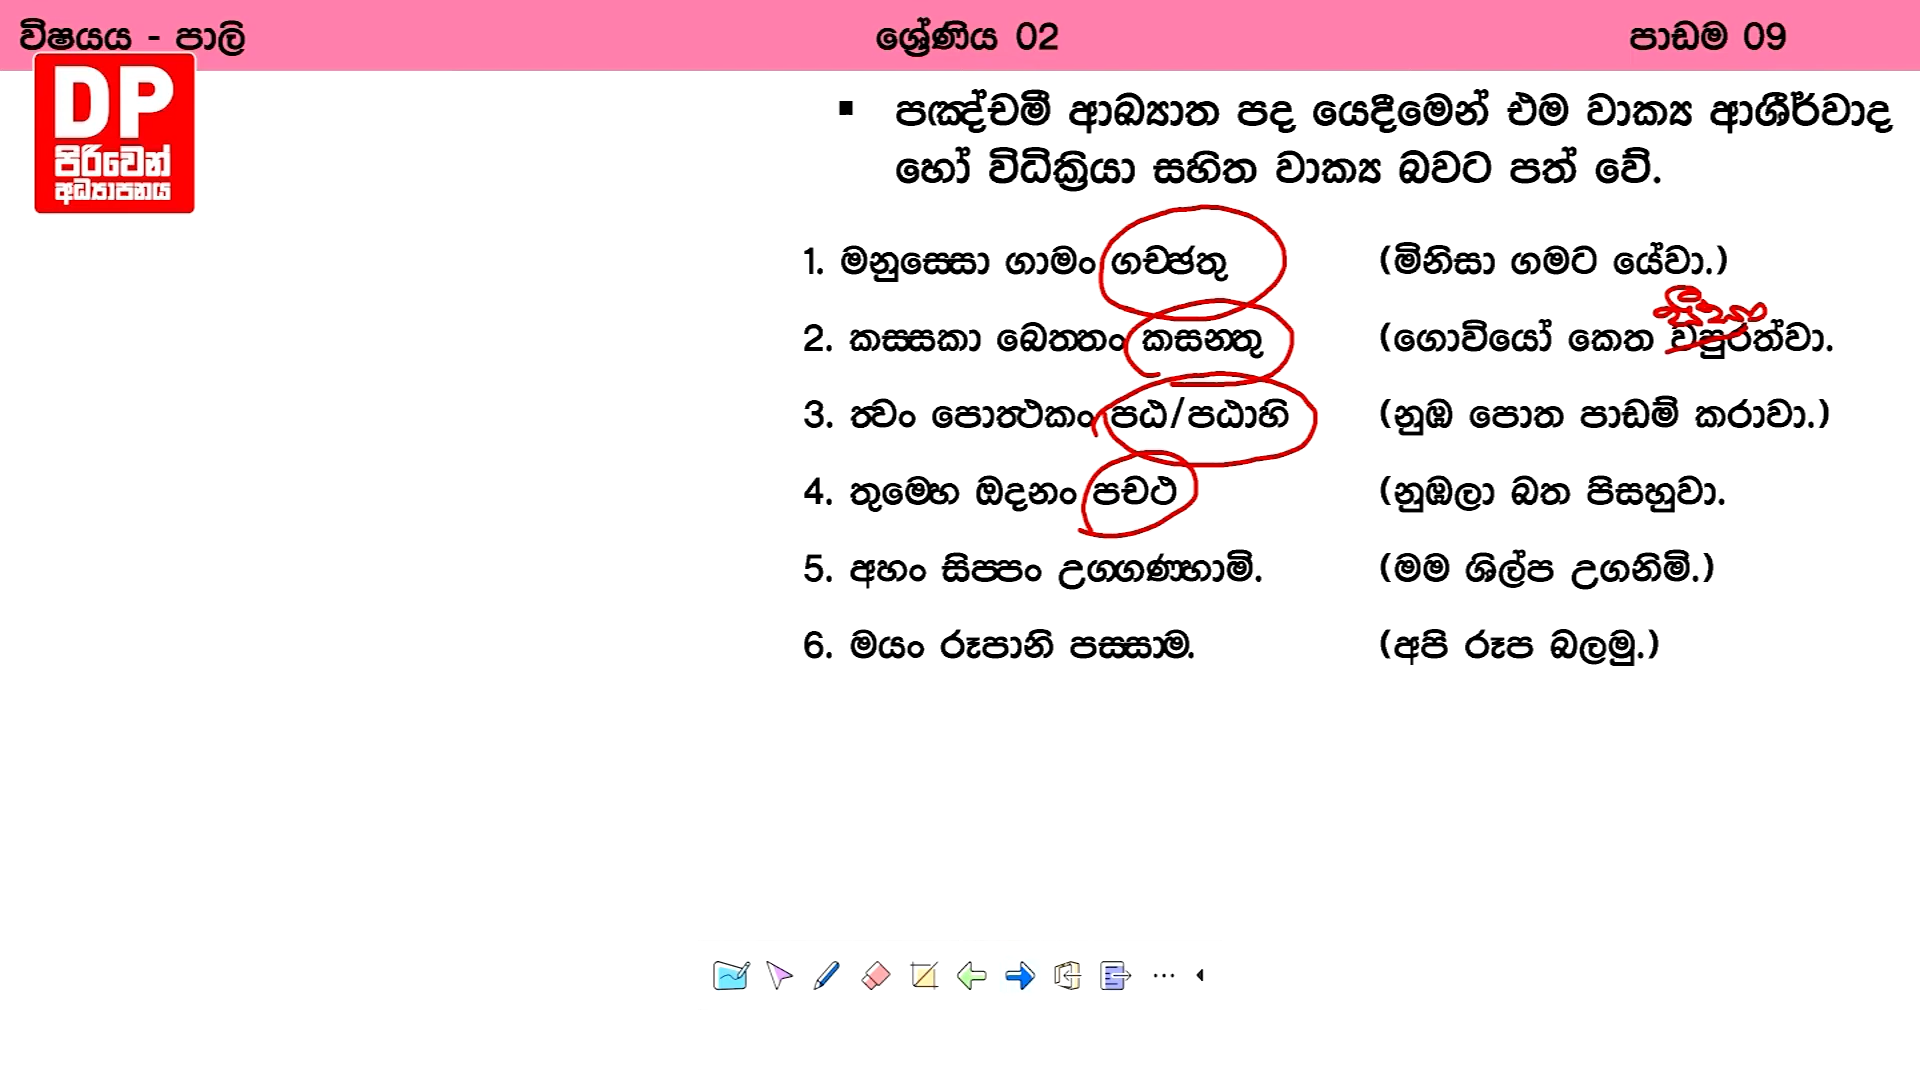 විෂයය - පාලි ශ්‍රේණිය 02 පාඩම 09
DP
පිරිවෙන්
අධ්‍යාපනය
▪ පඤ්චමී ආඛ්‍යාත පද යෙදීමෙන් එම වාක්‍ය ආශීර්වාද
හෝ විධික්‍රියා සහිත වාක්‍ය බවට පත් වේ.
1. මනුස්සො ගාමං ගච්ඡතු (මිනිසා ගමට යේවා.)
2. කස්සකා ඛෙත්තං කසන්තු (ගොවියෝ කෙත වපුරත්වා.
3. ත්වං පොත්ථකං පඨ/පඨාහි (නුඹ පොත පාඩම් කරාවා.)
4. තුම්හෙ ඔදනං පචථ (නුඹලා බත පිසහුවා.
5. අහං සිප්පං උග්ගණ්හාමි. (මම ශිල්ප උගනිමි.)
6. මයං රූපානි පස්සාම. (අපි රූප බලමු.)